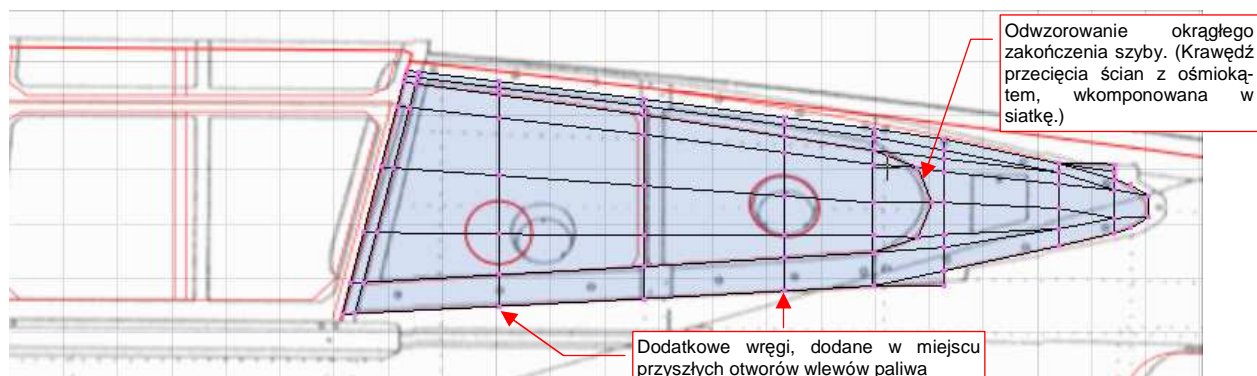 Odwzorowanie okrągłego
zakończenia szyby. (Krawędź
przecięcia ścian z ośmioką-
tem, wkomponowana w
siatkę.)
Dodatkowe wręgi, dodane w miejscu
przyszłych otworów wlewów paliwa